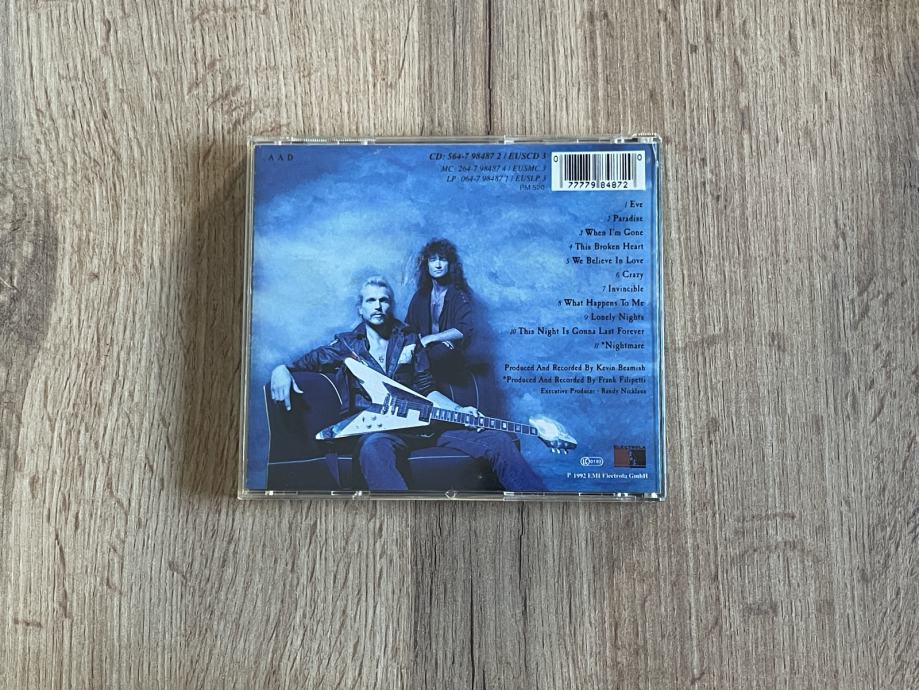 A A D
CD: 564-7 98487 2 / EUSCD 3
MC: 264-7 98487 4 / EUSMC 3
LP: 064-7 98487 1 / EUSLP 3
PM 520
0 77779 84872 0
1 Eve
2 Paradise
3 When I'm Gone
4 This Broken Heart
5 We Believe In Love
6 Crazy
7 Invincible
8 What Happens To Me
9 Lonely Nights
10 This Night Is Gonna Last Forever
11 *Nightmare
Produced And Recorded By Kevin Beamish
*Produced And Recorded By Frank Filipetti
Executive Producer - Randy Nicklaus
LC 0193
ELECTROLA
P 1992 EMI Electrola GmbH